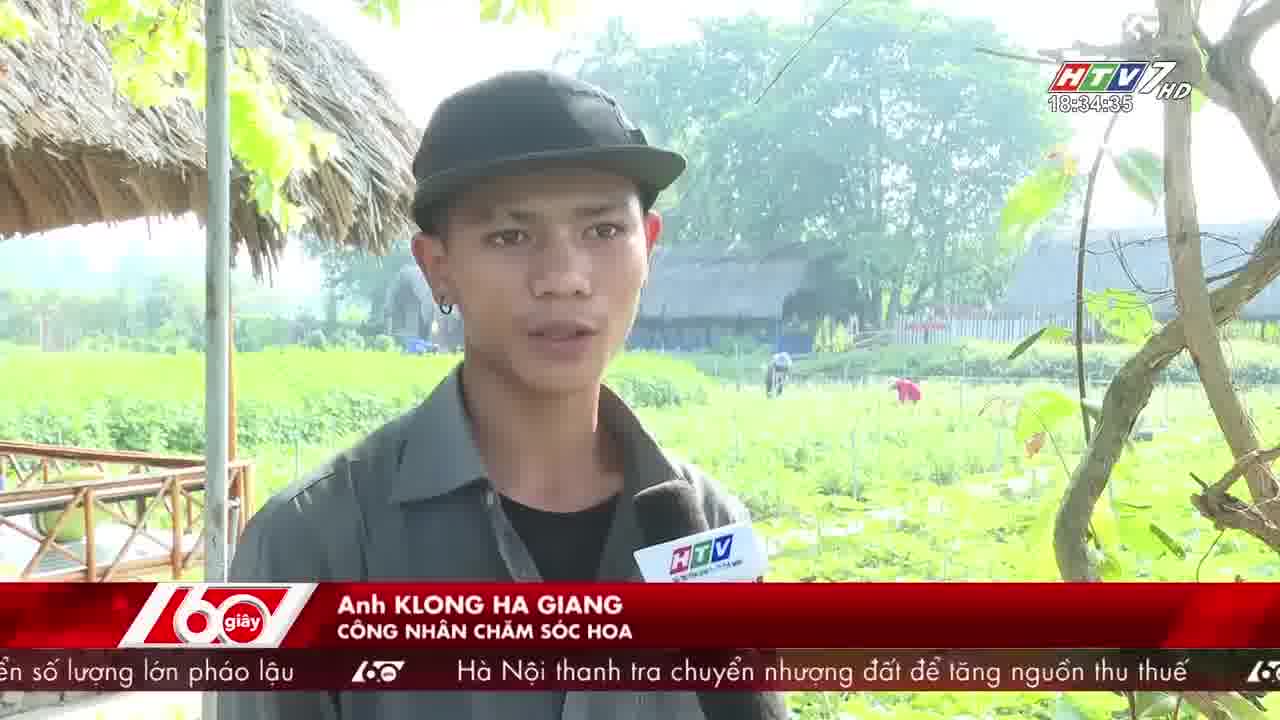 HTV7 HD
18:34:35
HTV
60 giây
Anh KLONG HA GIANG
CÔNG NHÂN CHĂM SÓC HOA
ển số lượng lớn pháo lậu 60 Hà Nội thanh tra chuyển nhượng đất để tăng nguồn thu thuế